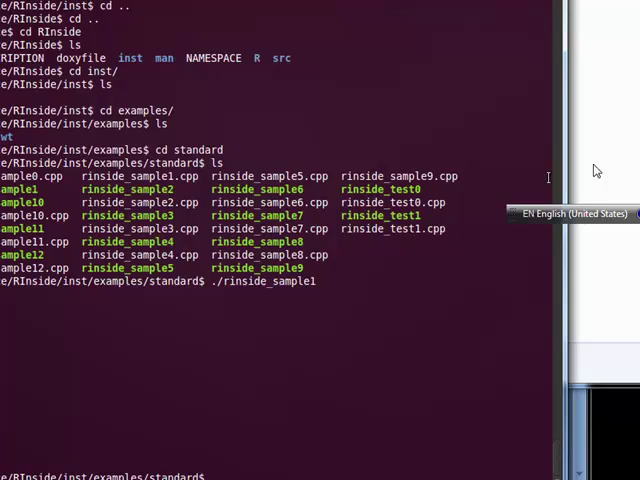 e/RInside/inst$ cd ..
e/RInside$ cd ..
e$ cd RInside
e/RInside$ ls
RIPTION doxyfile inst man NAMESPACE R src
e/RInside$ cd inst/
e/RInside/inst$ ls
e/RInside/inst$ cd examples/
e/RInside/inst/examples$ ls
wt
e/RInside/inst/examples$ cd standard
e/RInside/inst/examples/standard$ ls
ample0.cpp rinside_sample1.cpp rinside_sample5.cpp rinside_sample9.cpp
ample1 rinside_sample2 rinside_sample6 rinside_test0
ample10 rinside_sample2.cpp rinside_sample6.cpp rinside_test0.cpp
ample10.cpp rinside_sample3 rinside_sample7 rinside_test1
ample11 rinside_sample3.cpp rinside_sample7.cpp rinside_test1.cpp
ample11.cpp rinside_sample4 rinside_sample8
ample12 rinside_sample4.cpp rinside_sample8.cpp
ample12.cpp rinside_sample5 rinside_sample9
e/RInside/inst/examples/standard$ ./rinside_sample1
e/RInside/inst/examples/standard$
EN English (United States)